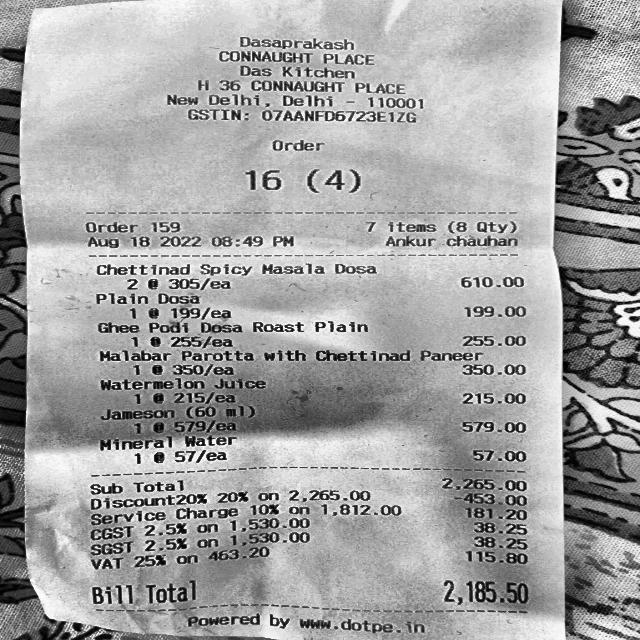 Dasaprakash
CONNAUGHT PLACE
Das Kitchen
H 36 CONNAUGHT PLACE
New Delhi, Delhi - 110001
GSTIN: 07AANFD6723E1ZG
Order
16 (4)
Order 159 7 items (8 Qty)
Aug 18 2022 08:49 PM Ankur chauhan
Chettinad Spicy Masala Dosa
2 @ 305/ea 610.00
Plain Dosa
1 @ 199/ea 199.00
Ghee Podi Dosa Roast Plain
1 @ 255/ea 255.00
Malabar Parotta with Chettinad Paneer
1 @ 350/ea 350.00
Watermelon Juice
1 @ 215/ea 215.00
Jameson (60 ml)
1 @ 579/ea 579.00
Mineral Water
1 @ 57/ea 57.00
Sub Total 2,265.00
Discount20% 20% on 2,265.00 -453.00
Service Charge 10% on 1,812.00 181.20
CGST 2.5% on 1,530.00 38.25
SGST 2.5% on 1,530.00 38.25
VAT 25% on 463.20 115.80
Bill Total 2,185.50
Powered by www.dotpe.in